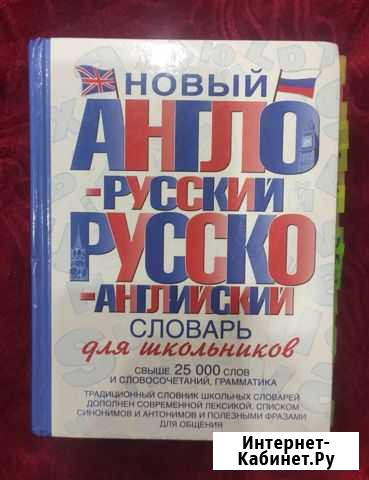 НОВЫЙ
АНГЛО
-РУССКИЙ
РУССКО
-АНГЛИЙСКИЙ
СЛОВАРЬ
для школьников
СВЫШЕ 25 000 СЛОВ
И СЛОВОСОЧЕТАНИЙ, ГРАММАТИКА
ТРАДИЦИОННЫЙ СЛОВНИК ШКОЛЬНЫХ СЛОВАРЕЙ
ДОПОЛНЕН СОВРЕМЕННОЙ ЛЕКСИКОЙ, СПИСКОМ
СИНОНИМОВ И АНТОНИМОВ И ПОЛЕЗНЫМИ ФРАЗАМИ
ДЛЯ ОБЩЕНИЯ
Интернет-
Кабинет.Ру